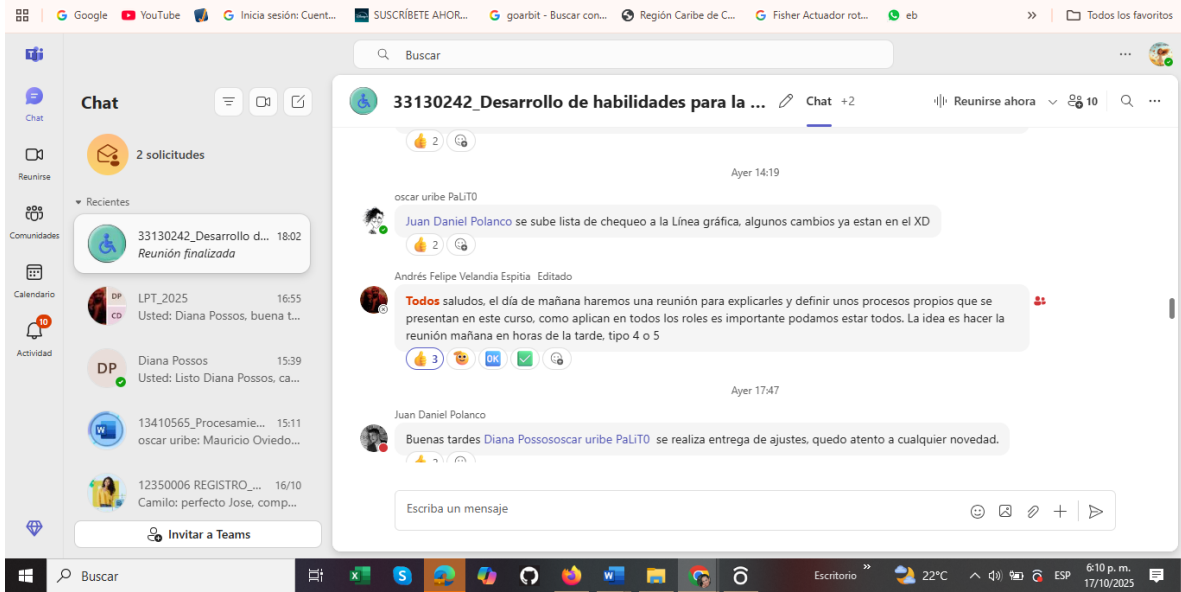 Google
YouTube
Inicia sesión: Cuent...
SUSCRÍBETE AHOR...
goarbit - Buscar con...
Región Caribe de C...
Fisher Actuador rot...
eb
»
Todos los favoritos
Buscar
...
Chat
Reunirse
Comunidades
Calendario
10
Actividad
Chat
2 solicitudes
Recientes
33130242_Desarrollo d... 18:02
Reunión finalizada
DP
CD
LPT_2025 16:55
Usted: Diana Possos, buena t...
DP
Diana Possos 15:39
Usted: Listo Diana Possos, ca...
W
13410565_Procesamie... 15:11
oscar uribe: Mauricio Oviedo...
12350006 REGISTRO_... 16/10
Camilo: perfecto Jose, comp...
Invitar a Teams
33130242_Desarrollo de habilidades para la ...
Chat +2
Reunirse ahora
10
...
2
Ayer 14:19
oscar uribe PaLiT0
Juan Daniel Polanco se sube lista de chequeo a la Línea gráfica, algunos cambios ya estan en el XD
2
Andrés Felipe Velandia Espitia Editado
Todos saludos, el día de mañana haremos una reunión para explicarles y definir unos procesos propios que se
presentan en este curso, como aplican en todos los roles es importante podamos estar todos. La idea es hacer la
reunión mañana en horas de la tarde, tipo 4 o 5
3
OK
Ayer 17:47
Juan Daniel Polanco
Buenas tardes Diana Possososcar uribe PaLiT0 se realiza entrega de ajustes, quedo atento a cualquier novedad.
Escriba un mensaje
Buscar
Escritorio
»
22°C
ESP
6:10 p. m.
17/10/2025